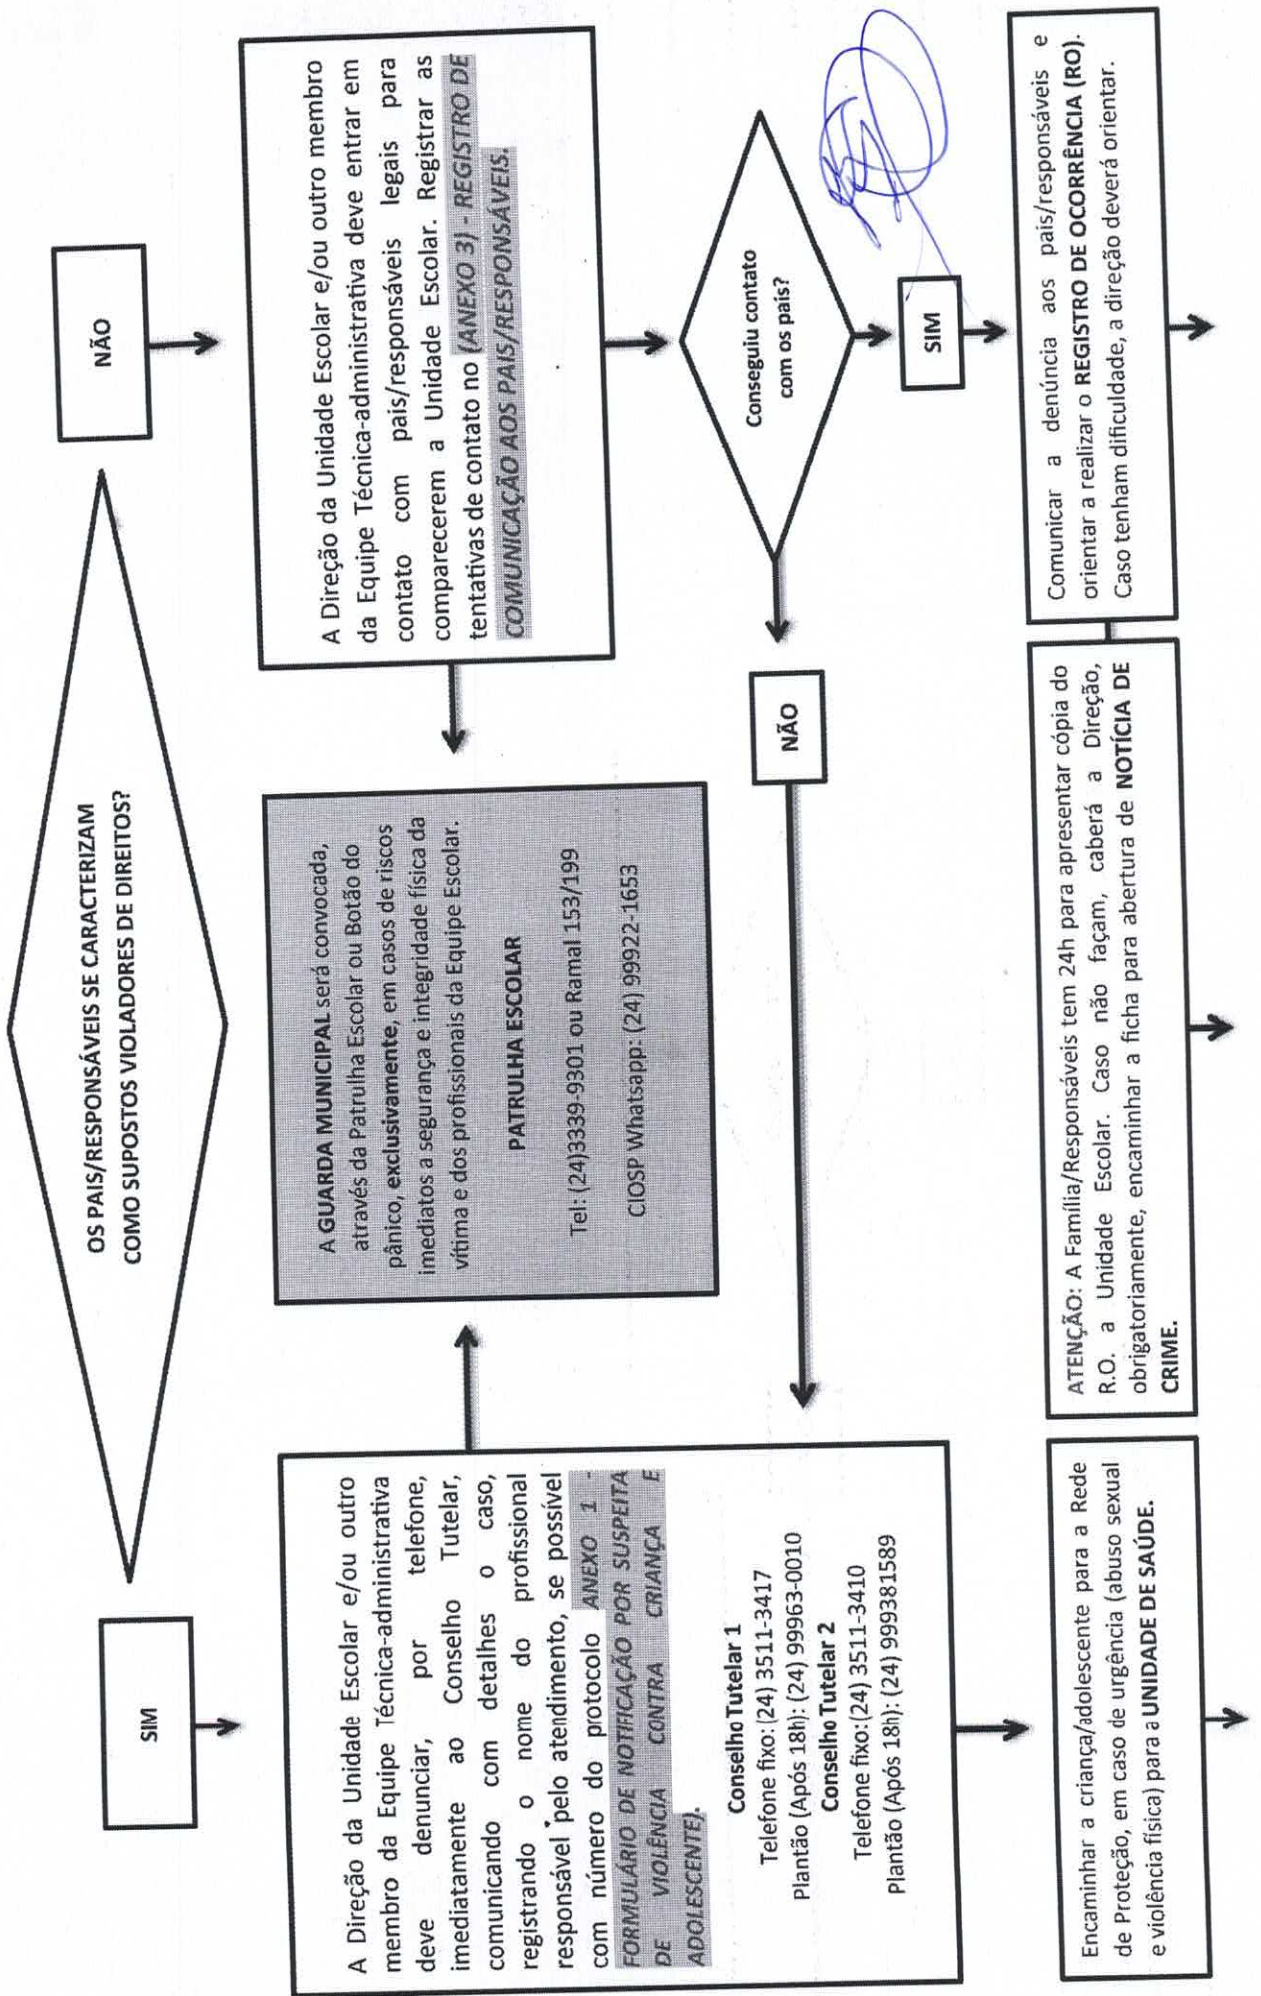 OS PAIS/RESPONSÁVEIS SE CARACTERIZAM
COMO SUPOSTOS VIOLADORES DE DIREITOS?
SIM
NÃO
A Direção da Unidade Escolar e/ou outro
membro da Equipe Técnica-administrativa
deve denunciar, por telefone,
imediatamente ao Conselho Tutelar,
comunicando com detalhes o caso,
registrando o nome do profissional
responsável pelo atendimento, se possível
com número do protocolo ANEXO 1 -
FORMULÁRIO DE NOTIFICAÇÃO POR SUSPEITA
DE VIOLÊNCIA CONTRA CRIANÇA E
ADOLESCENTE).
Conselho Tutelar 1
Telefone fixo: (24) 3511-3417
Plantão (Após 18h): (24) 99963-0010
Conselho Tutelar 2
Telefone fixo:(24) 3511-3410
Plantão (Após 18h): (24) 999381589
A GUARDA MUNICIPAL será convocada,
através da Patrulha Escolar ou Botão do
pânico, exclusivamente, em casos de riscos
imediatos a segurança e integridade física da
vítima e dos profissionais da Equipe Escolar.
PATRULHA ESCOLAR
Tel: (24)3339-9301 ou Ramal 153/199
CIOSP Whatsapp: (24) 99922-1653
A Direção da Unidade Escolar e/ou outro membro
da Equipe Técnica-administrativa deve entrar em
contato com pais/responsáveis legais para
comparecerem a Unidade Escolar. Registrar as
tentativas de contato no (ANEXO 3) - REGISTRO DE
COMUNICAÇÃO AOS PAIS/RESPONSÁVEIS.
Conseguiu contato
com os pais?
NÃO
SIM
Encaminhar a criança/adolescente para a Rede
de Proteção, em caso de urgência (abuso sexual
e violência física) para a UNIDADE DE SAÚDE.
ATENÇÃO: A Família/Responsáveis tem 24h para apresentar cópia do
R.O. a Unidade Escolar. Caso não façam, caberá a Direção,
obrigatoriamente, encaminhar a ficha para abertura de NOTÍCIA DE
CRIME.
Comunicar a denúncia aos pais/responsáveis e
orientar a realizar o REGISTRO DE OCORRÊNCIA (RO).
Caso tenham dificuldade, a direção deverá orientar.